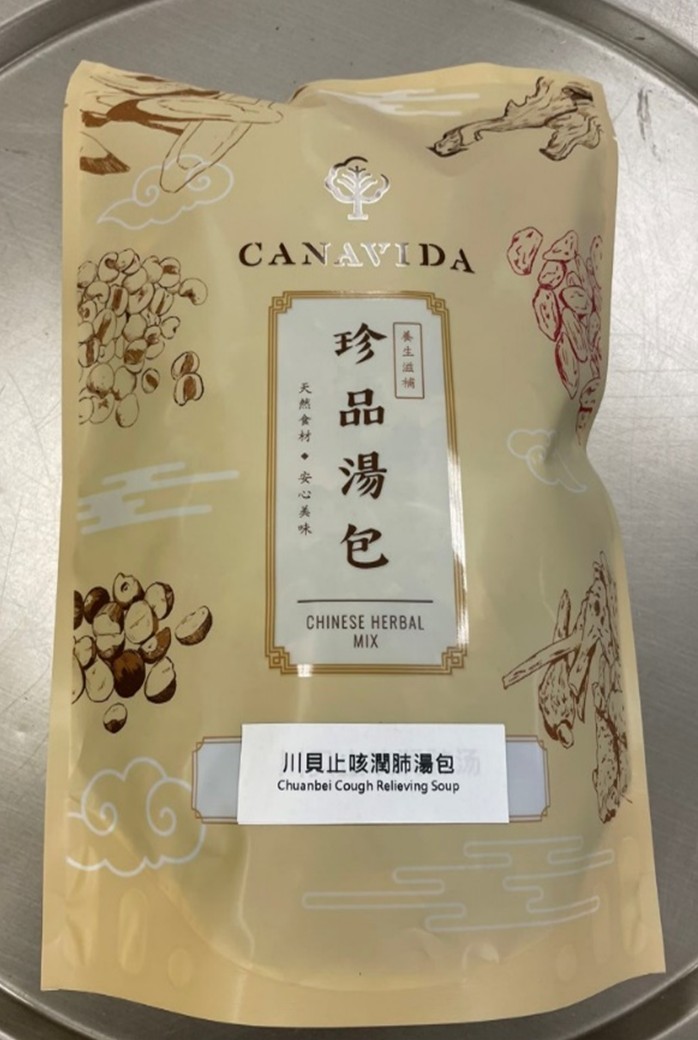 CANAVIDA
珍品湯包
養生滋補
天然食材◆安心美味
CHINESE HERBAL
MIX
川貝止咳潤肺湯包
Chuanbei Cough Relieving Soup